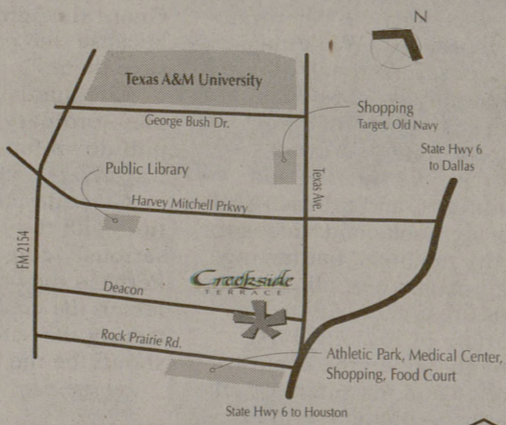 N
Texas A&M University
George Bush Dr.
Shopping
Target, Old Navy
State Hwy 6
to Dallas
Public Library
Texas Ave.
Harvey Mitchell Prkwy
FM 2154
Creekside
TERRACE
Deacon
Rock Prairie Rd.
Athletic Park, Medical Center,
Shopping, Food Court
State Hwy 6 to Houston